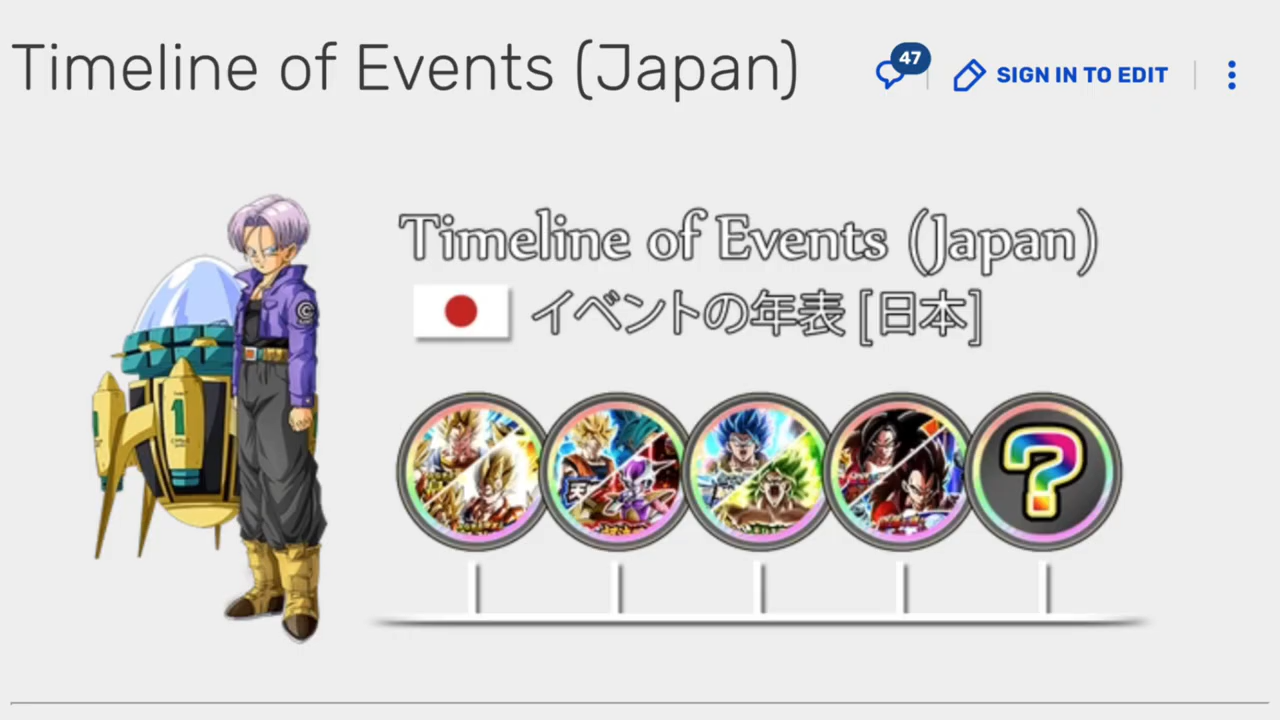 Timeline of Events (Japan)
47
SIGN IN TO EDIT
Timeline of Events (Japan)
イベントの年表 [日本]
1
?